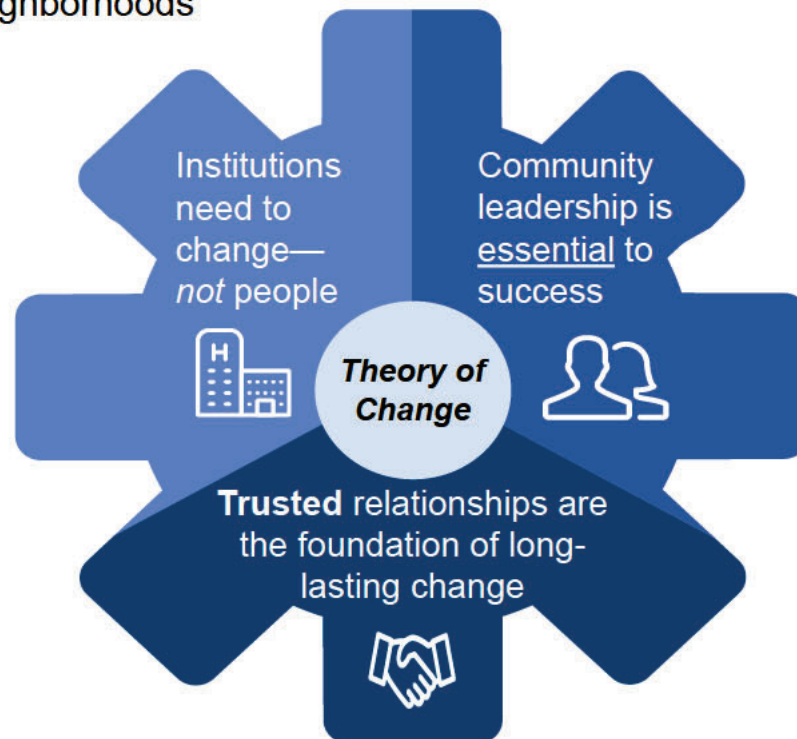 Institutions
need to
change—
not people
Community
leadership is
essential to
success
H
Theory of
Change
Trusted relationships are
the foundation of long-
lasting change